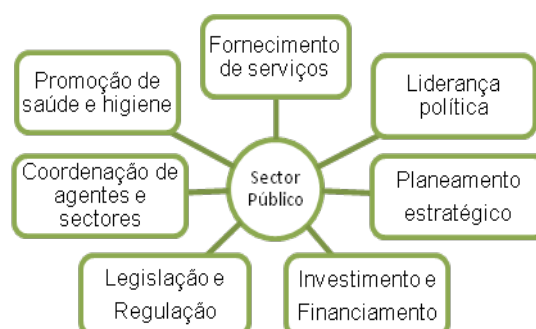 Fornecimento
de serviços
Promoção de
saúde e higiene
Liderança
política
Coordenação de
agentes e
sectores
Sector
Público
Planeamento
estratégico
Legislação e
Regulação
Investimento e
Financiamento